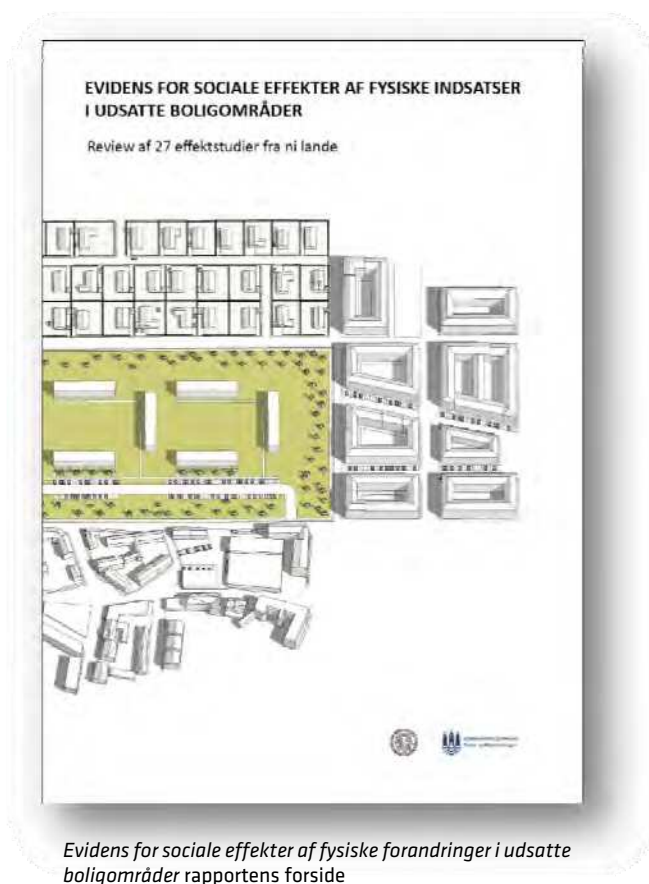 EVIDENS FOR SOCIALE EFFEKTER AF FYSISKE INDSATSER
I UDSATTE BOLIGOMRÅDER
Review af 27 effektstudier fra ni lande
Evidens for sociale effekter af fysiske forandringer i udsatte
boligområder rapportens forside